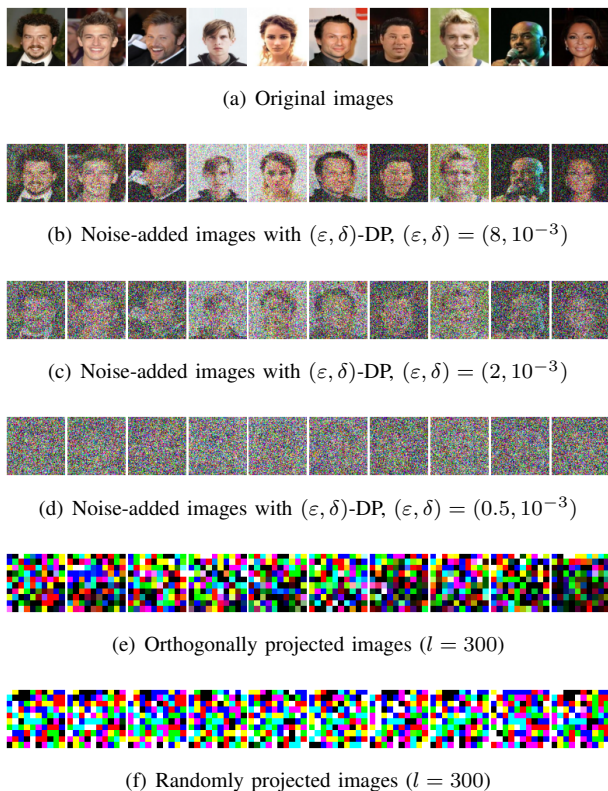 (a) Original images
(b) Noise-added images with (ε, δ)-DP, (ε, δ) = (8, 10⁻³)
(c) Noise-added images with (ε, δ)-DP, (ε, δ) = (2, 10⁻³)
(d) Noise-added images with (ε, δ)-DP, (ε, δ) = (0.5, 10⁻³)
(e) Orthogonally projected images (l = 300)
(f) Randomly projected images (l = 300)